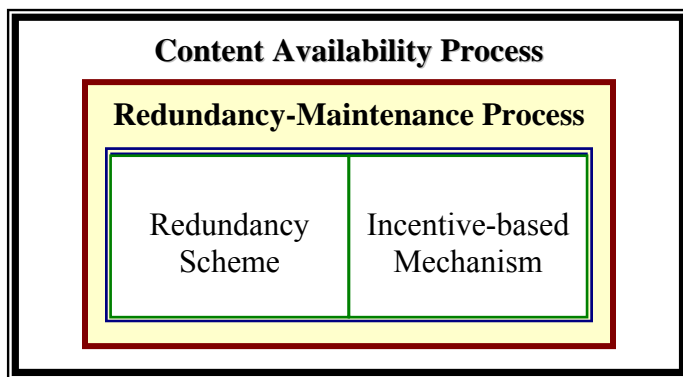 Content Availability Process
Redundancy-Maintenance Process
Redundancy
Scheme
Incentive-based
Mechanism